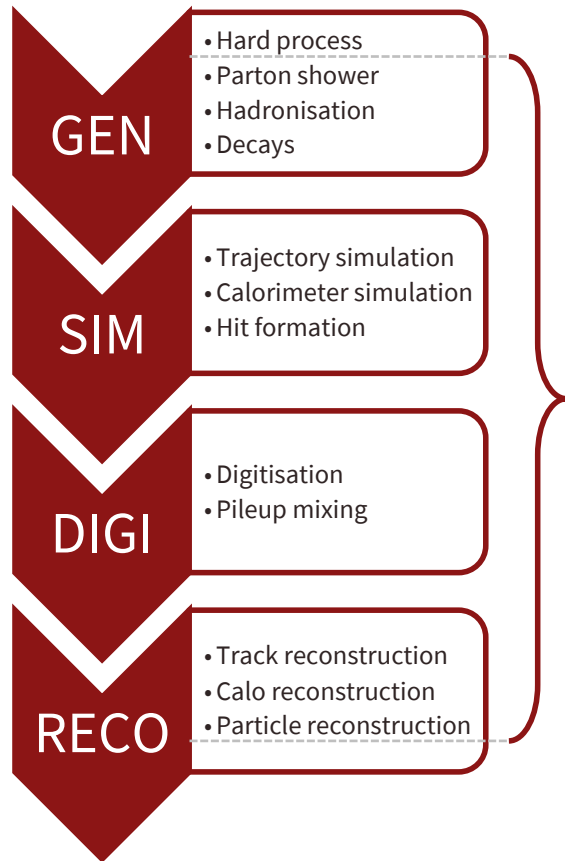 GEN
• Hard process
• Parton shower
• Hadronisation
• Decays
SIM
• Trajectory simulation
• Calorimeter simulation
• Hit formation
DIGI
• Digitisation
• Pileup mixing
RECO
• Track reconstruction
• Calo reconstruction
• Particle reconstruction